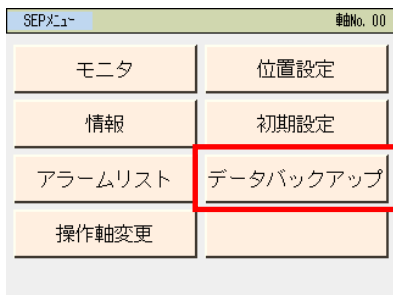 SEPﾒﾆｭｰ 軸No. 00
モニタ 位置設定
情報 初期設定
アラームリスト データバックアップ
操作軸変更